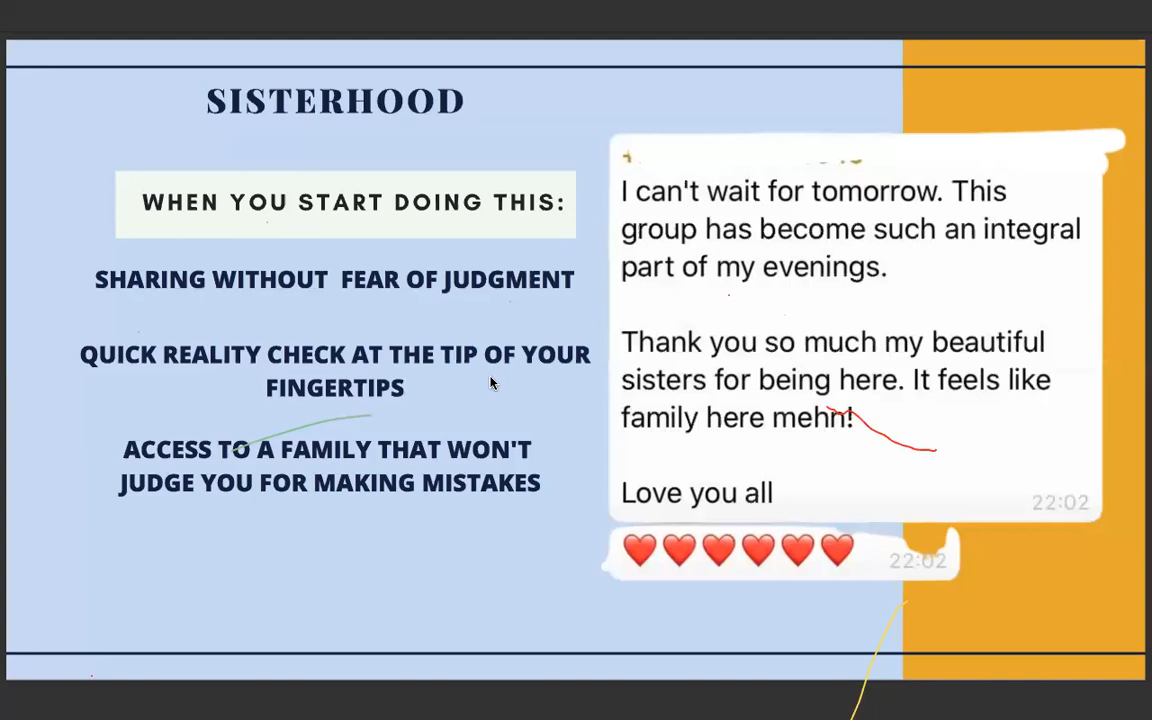 SISTERHOOD
WHEN YOU START DOING THIS:
SHARING WITHOUT FEAR OF JUDGMENT
QUICK REALITY CHECK AT THE TIP OF YOUR
FINGERTIPS
ACCESS TO A FAMILY THAT WON'T
JUDGE YOU FOR MAKING MISTAKES
I can't wait for tomorrow. This
group has become such an integral
part of my evenings.
Thank you so much my beautiful
sisters for being here. It feels like
family here mehn!
Love you all
22:02
❤️❤️❤️❤️❤️❤️
22:02